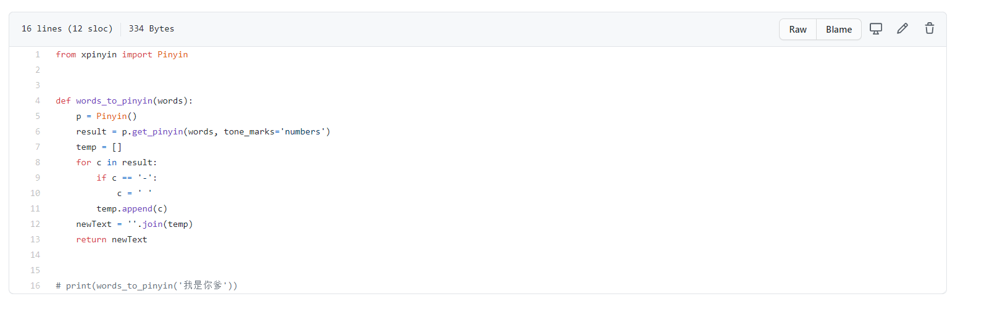 16 lines (12 sloc) 334 Bytes Raw Blame
1 from xpinyin import Pinyin
2
3
4 def words_to_pinyin(words):
5     p = Pinyin()
6     result = p.get_pinyin(words, tone_marks='numbers')
7     temp = []
8     for c in result:
9         if c == '-':
10             c = ' '
11         temp.append(c)
12     newText = ''.join(temp)
13     return newText
14
15
16 # print(words_to_pinyin('我是你爹'))